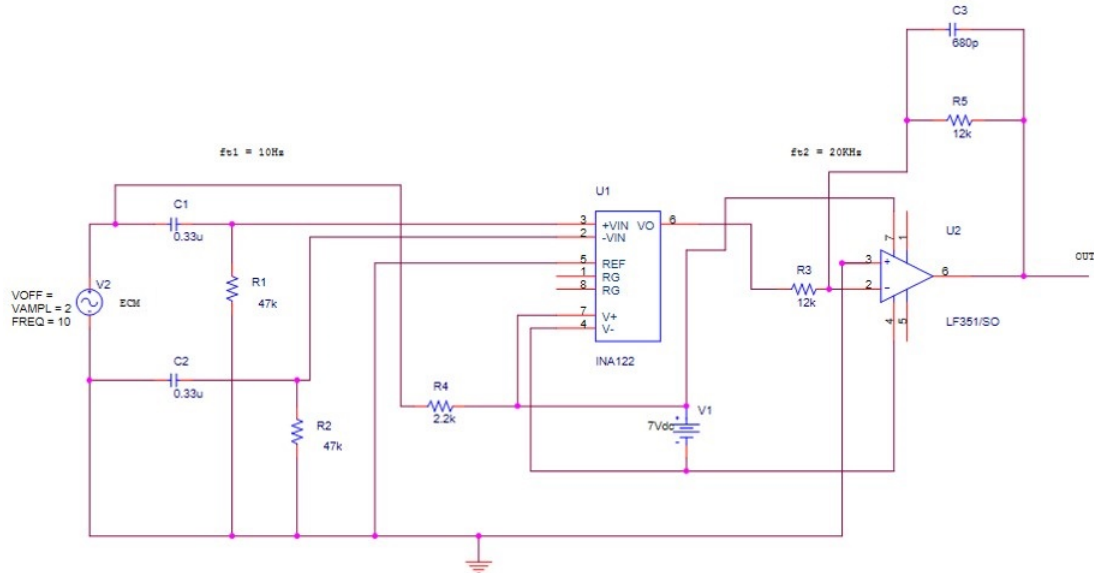 C3
680p
R5
12k
ft1 = 10Hz
ft2 = 20KHz
U1
C1
0.33u
3 +VIN VO 6
2 -VIN
5 REF
1 RG
8 RG
7 V+
4 V-
INA122
R1
47k
V2
VOFF =
VAMPL = 2
FREQ = 10
ECM
C2
0.33u
R2
47k
R4
2.2k
V1
7Vdc
+
-
R3
12k
7
1
U2
3 +
2 -
6
OUT
4
5
LF351/SO